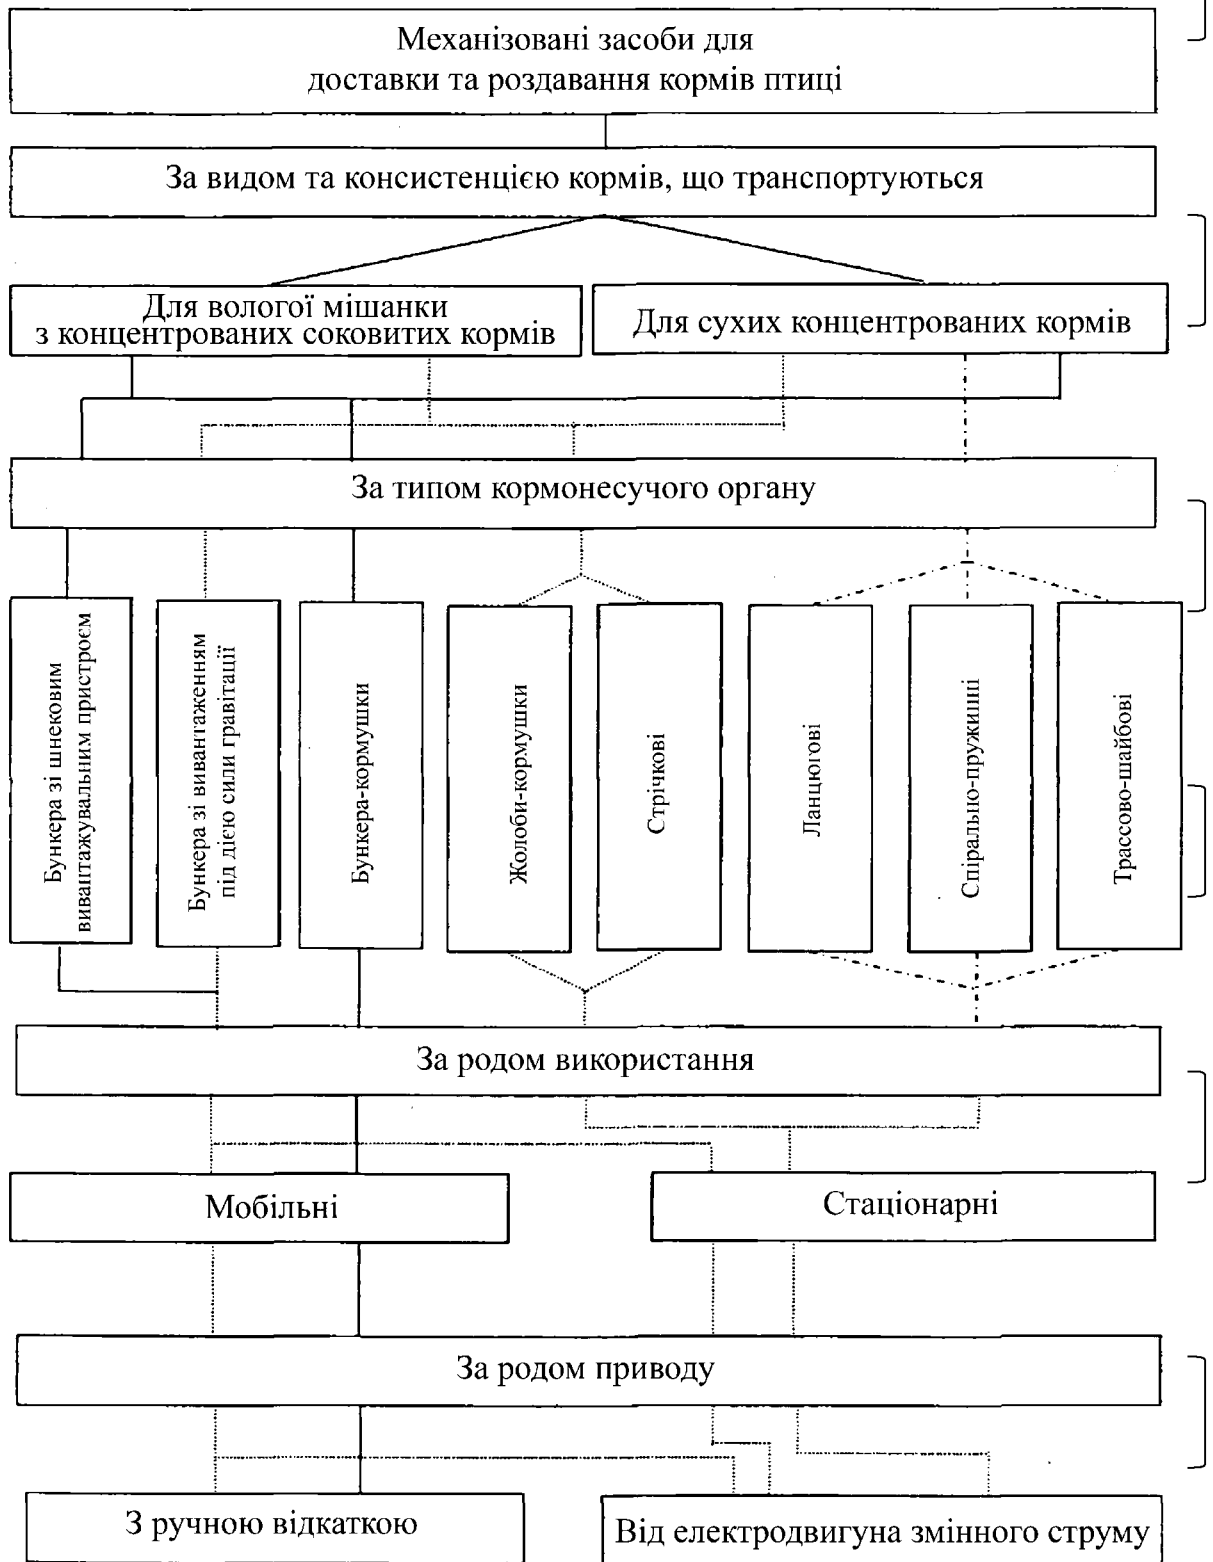 Механізовані засоби для
доставки та роздавання кормів птиці
За видом та консистенцією кормів, що транспортуються
Для вологої мішанки
з концентрованих соковитих кормів
Для сухих концентрованих кормів
За типом кормонесучого органу
Бункера зі шнековим
вивантажувальним пристроєм
Бункера зі вивантаженням
під дією сили гравітації
Бункера-кормушки
Жолоби-кормушки
Стрічкові
Ланцюгові
Спірально-пружинні
Трассово-шайбові
За родом використання
Мобільні
Стаціонарні
За родом приводу
З ручною відкаткою
Від електродвигуна змінного струму